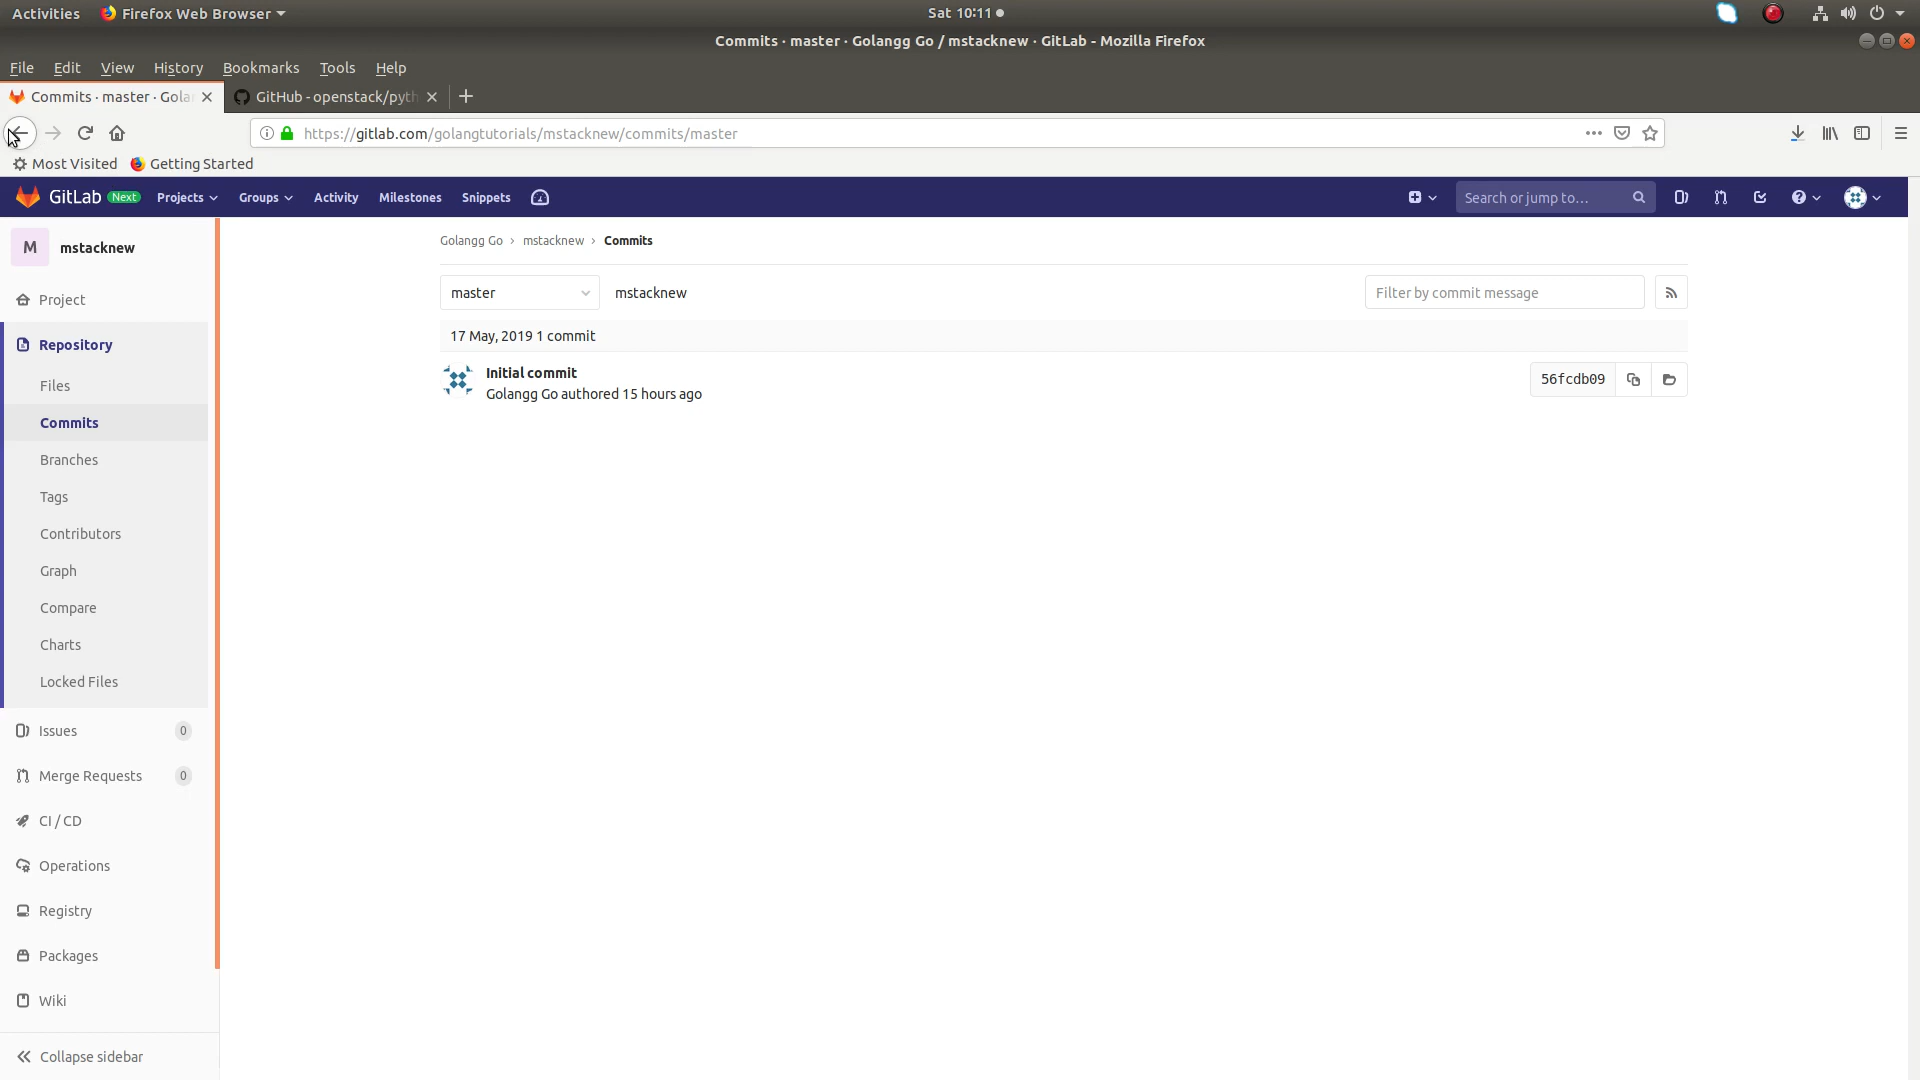 Activities Firefox Web Browser Sat 10:11
Commits · master · Golangg Go / mstacknew · GitLab - Mozilla Firefox
File Edit View History Bookmarks Tools Help
Commits · master · Gola GitHub - openstack/pyth
https://gitlab.com/golangtutorials/mstacknew/commits/master
Most Visited Getting Started
GitLab Next Projects Groups Activity Milestones Snippets Search or jump to…
M mstacknew
Golangg Go › mstacknew › Commits
master mstacknew Filter by commit message
17 May, 2019 1 commit
Initial commit
Golangg Go authored 15 hours ago
56fcdb09
Project
Repository
Files
Commits
Branches
Tags
Contributors
Graph
Compare
Charts
Locked Files
Issues 0
Merge Requests 0
CI / CD
Operations
Registry
Packages
Wiki
Collapse sidebar